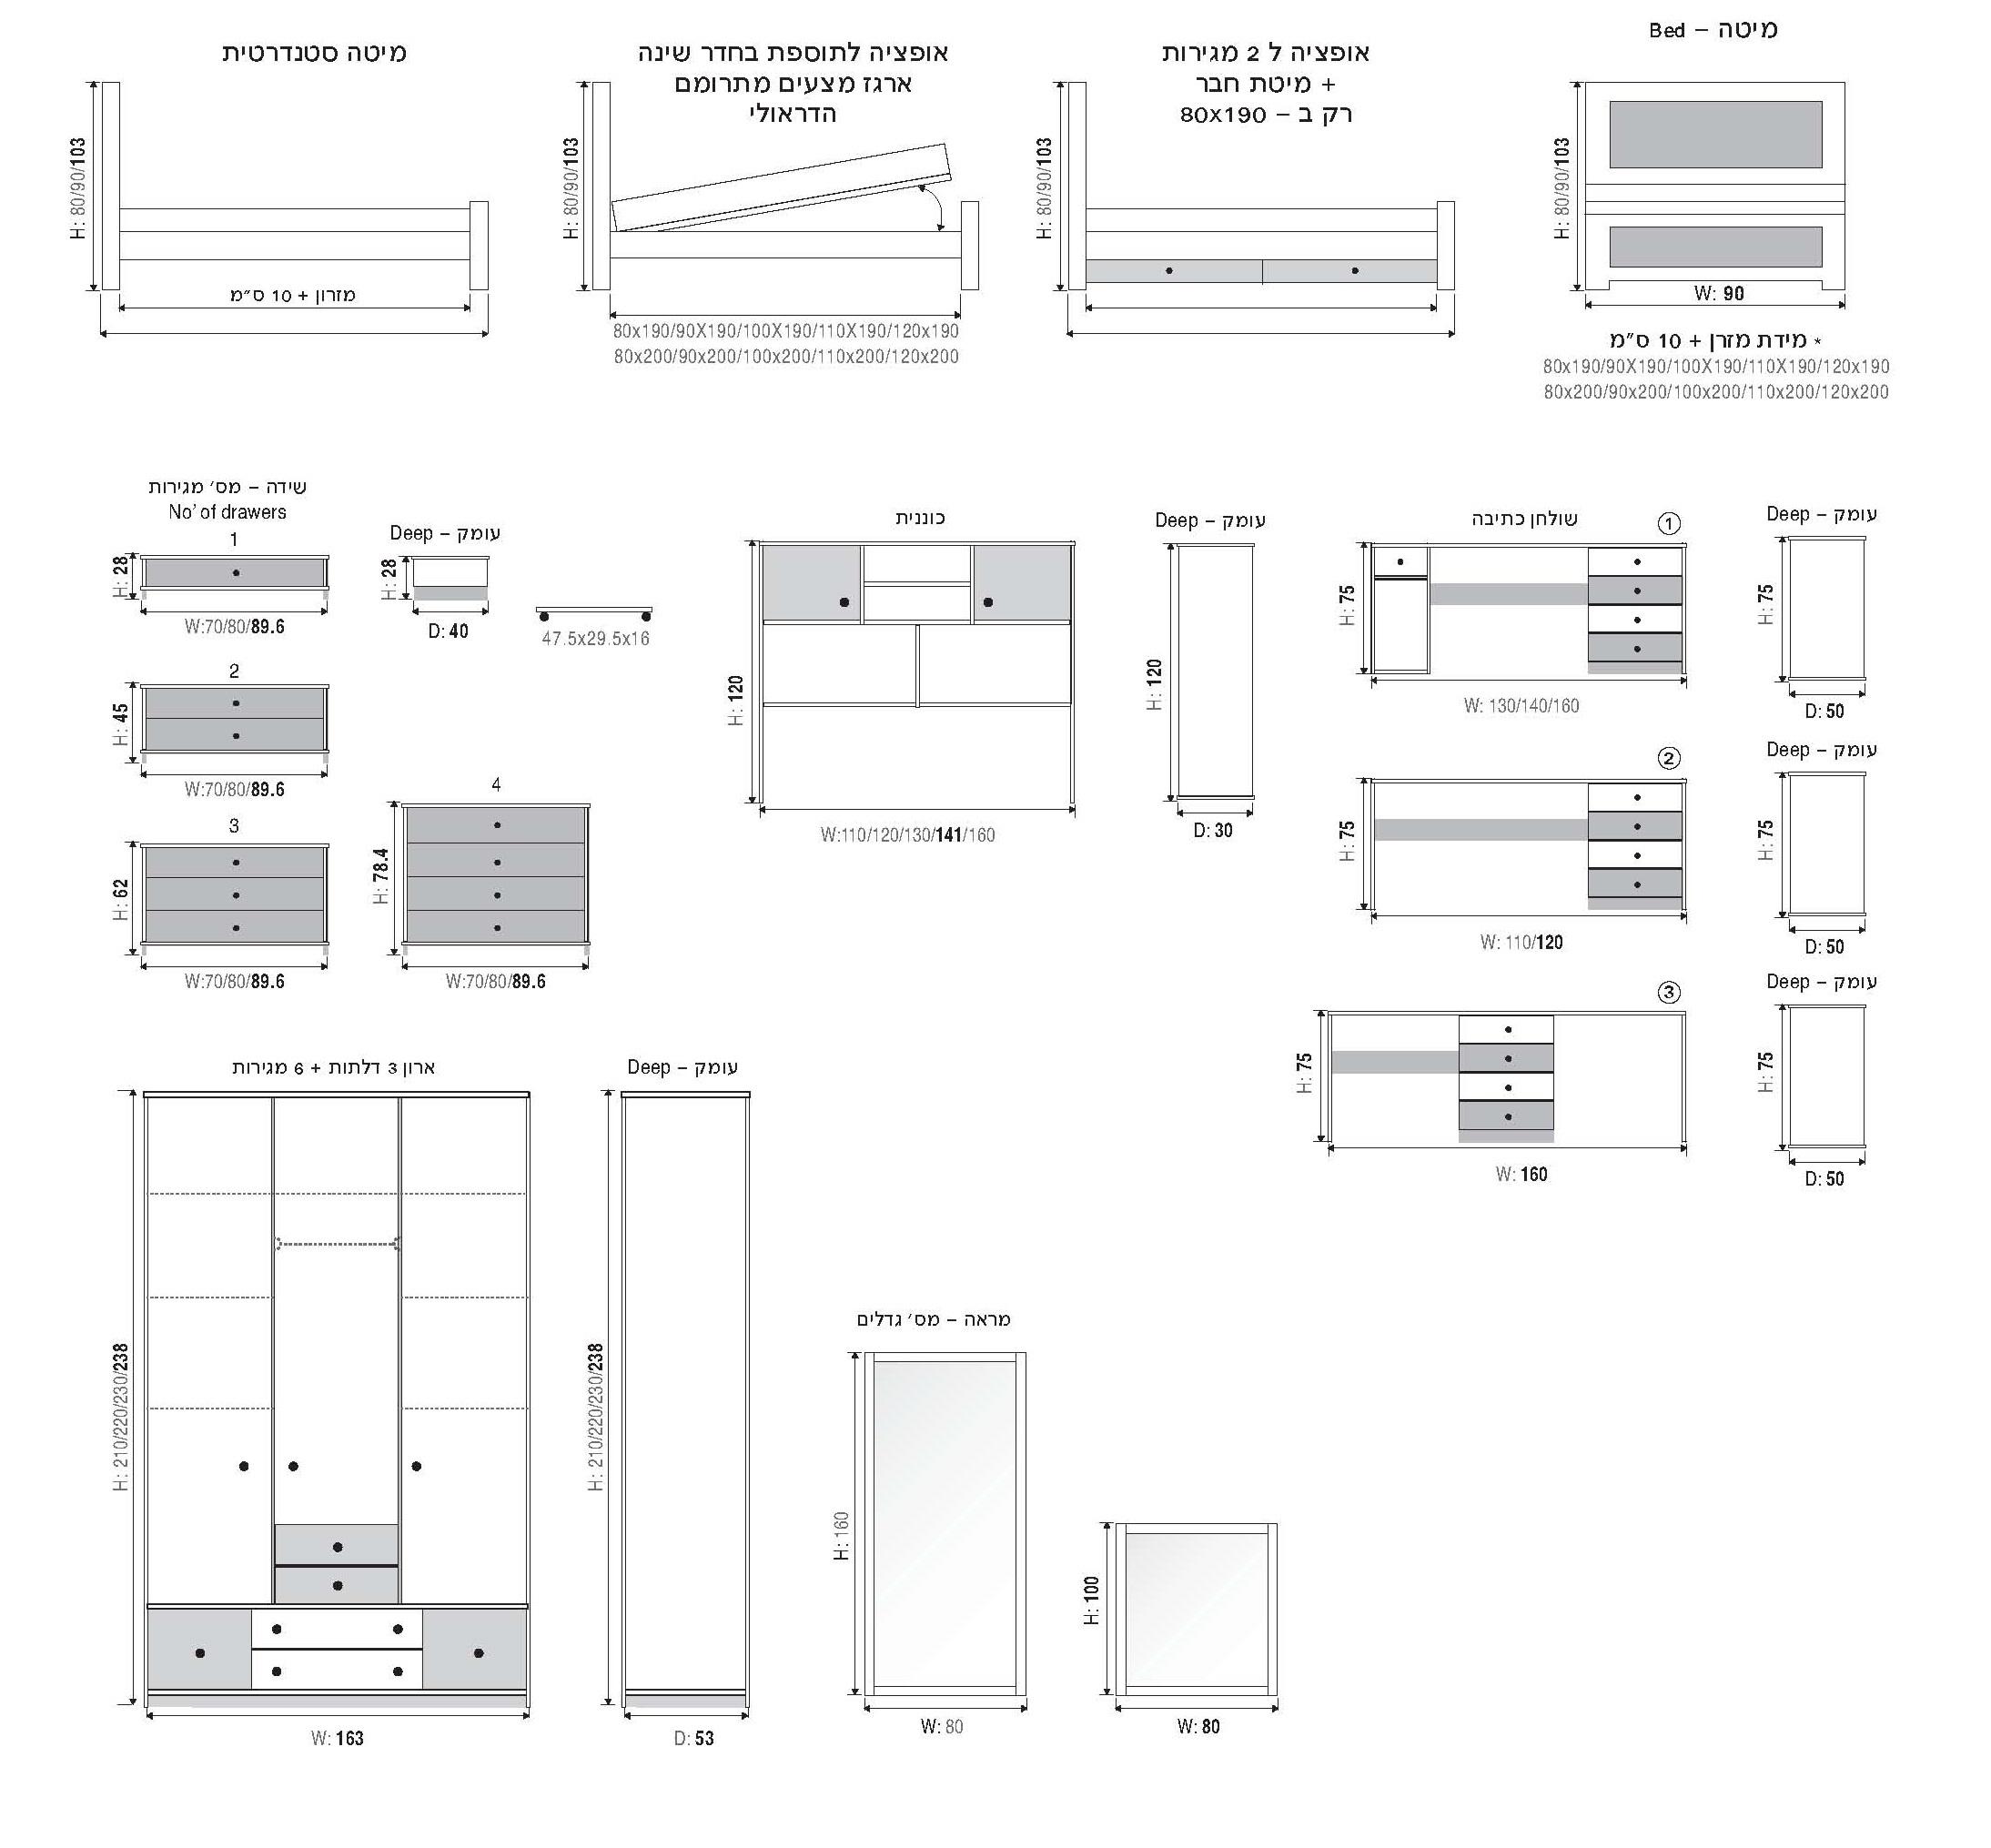 מיטה – Bed
H: 80/90/103
W: 90
* מידת מזרן + 10 ס"מ
80x190/90X190/100X190/110X190/120x190
80x200/90x200/100x200/110x200/120x200
אופציה ל 2 מגירות
+ מיטת חבר
רק ב – 80x190
H: 80/90/103
אופציה לתוספת בחדר שינה
ארגז מצעים מתרומם
הדראולי
H: 80/90/103
80x190/90X190/100X190/110X190/120x190
80x200/90x200/100x200/110x200/120x200
מיטה סטנדרטית
H: 80/90/103
מזרון + 10 ס"מ
שידה – מס' מגירות
No' of drawers
1
H: 28
W:70/80/89.6
עומק – Deep
H: 28
D: 40
47.5x29.5x16
2
H: 45
W:70/80/89.6
3
H: 62
W:70/80/89.6
4
H: 78.4
W:70/80/89.6
כוננית
H: 120
W:110/120/130/141/160
עומק – Deep
H: 120
D: 30
שולחן כתיבה
1
H: 75
W: 130/140/160
עומק – Deep
H: 75
D: 50
2
H: 75
W: 110/120
עומק – Deep
H: 75
D: 50
3
H: 75
W: 160
עומק – Deep
H: 75
D: 50
ארון 3 דלתות + 6 מגירות
H: 210/220/230/238
W: 163
עומק – Deep
H: 210/220/230/238
D: 53
מראה – מס' גדלים
H: 160
W: 80
H: 100
W: 80